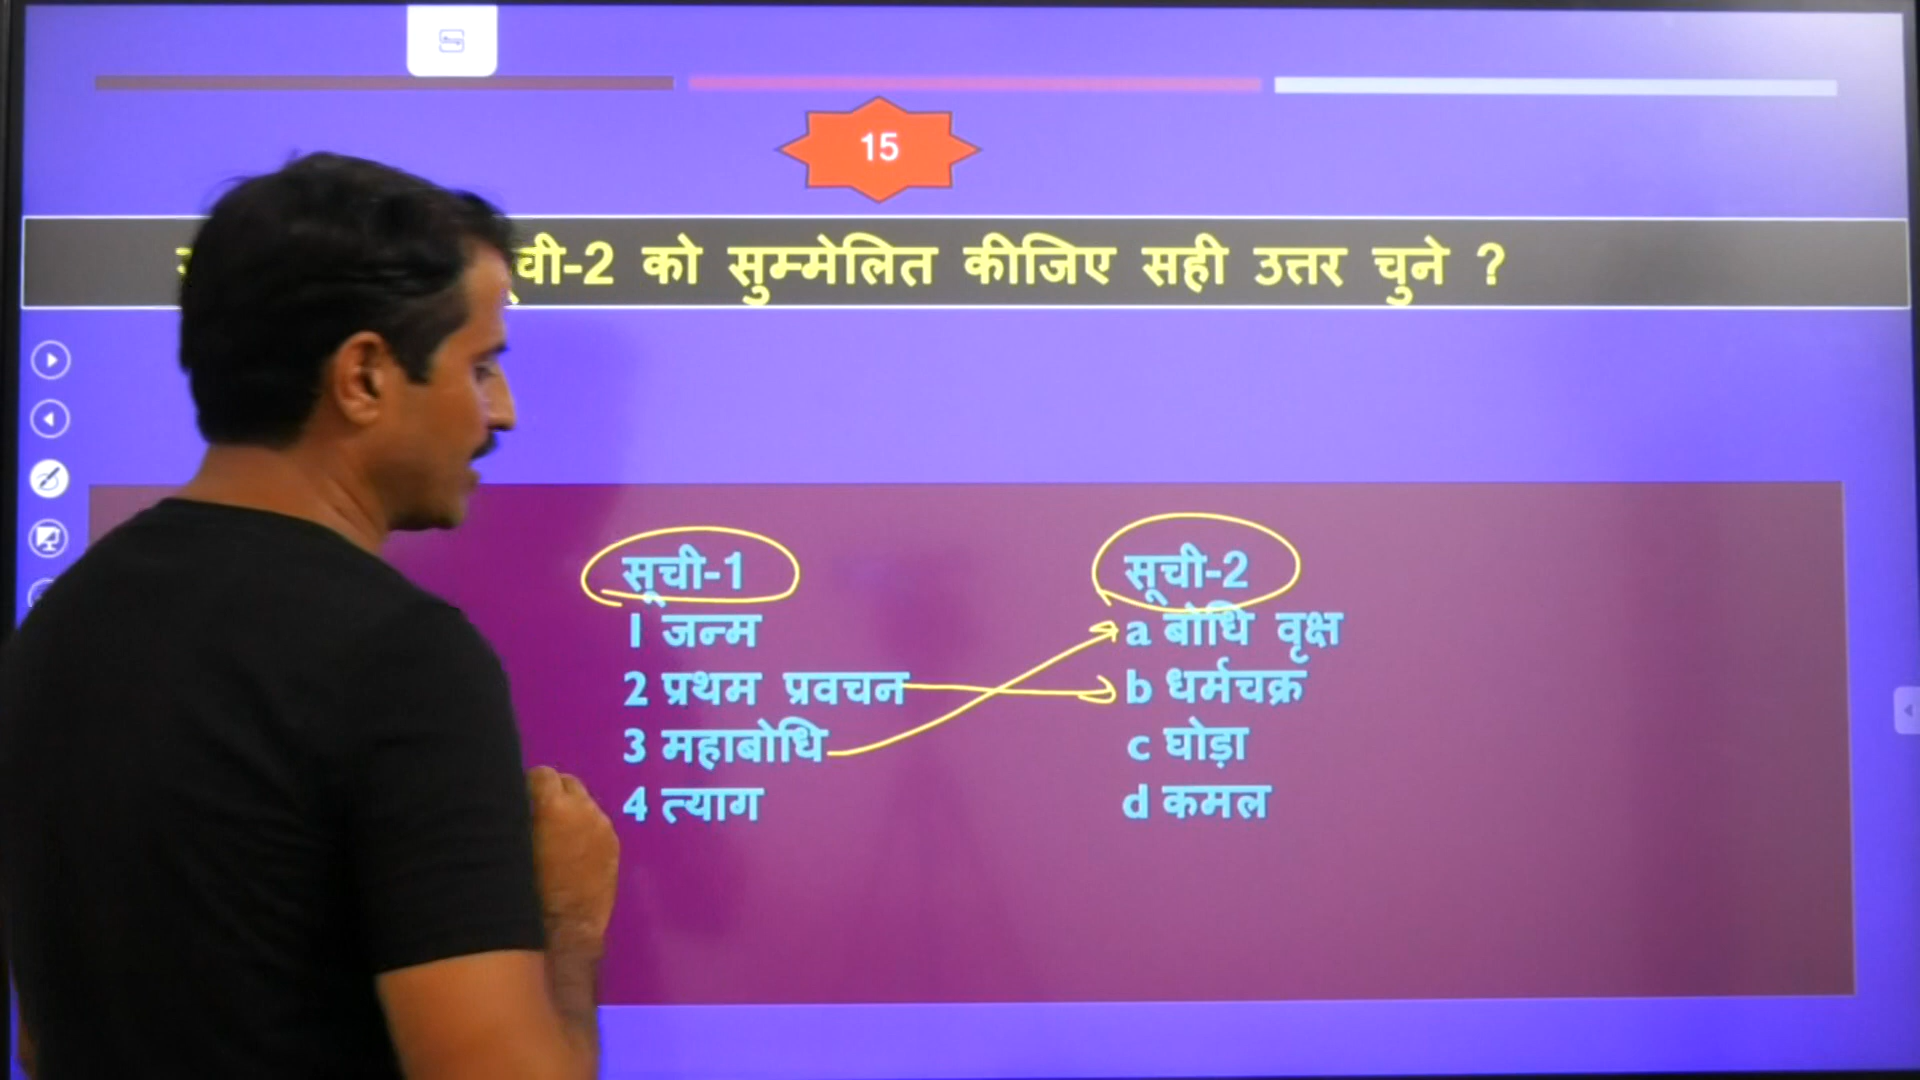 15
ची-2 को सुम्मेलित कीजिए सही उत्तर चुने ?
सूची-1
सूची-2
1 जन्म
a बोधि वृक्ष
2 प्रथम प्रवचन
b धर्मचक्र
3 महाबोधि
c घोड़ा
4 त्याग
d कमल